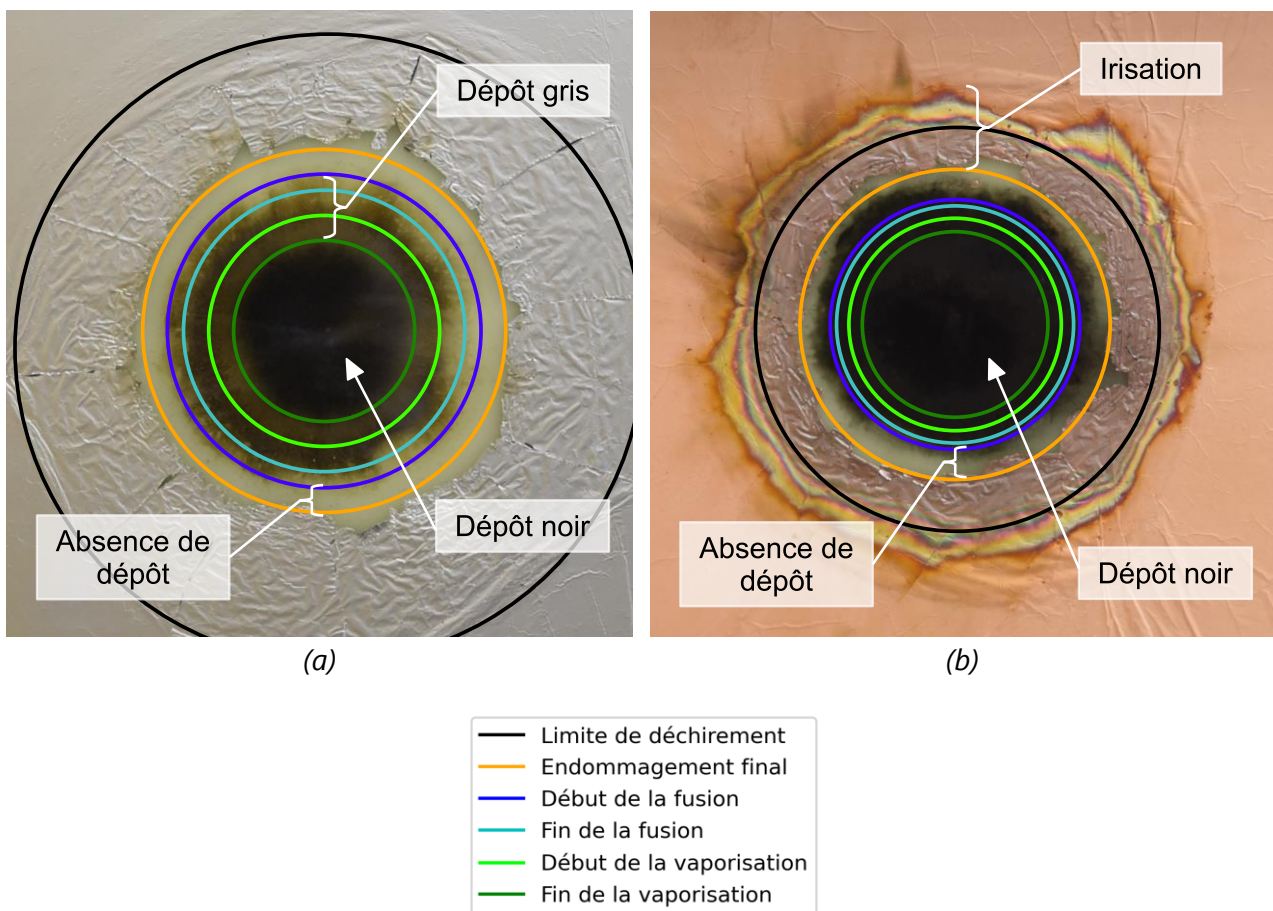 Dépôt gris
Absence de
dépôt
Dépôt noir
(a)
Irisation
Absence de
dépôt
Dépôt noir
(b)
Limite de déchirement
Endommagement final
Début de la fusion
Fin de la fusion
Début de la vaporisation
Fin de la vaporisation